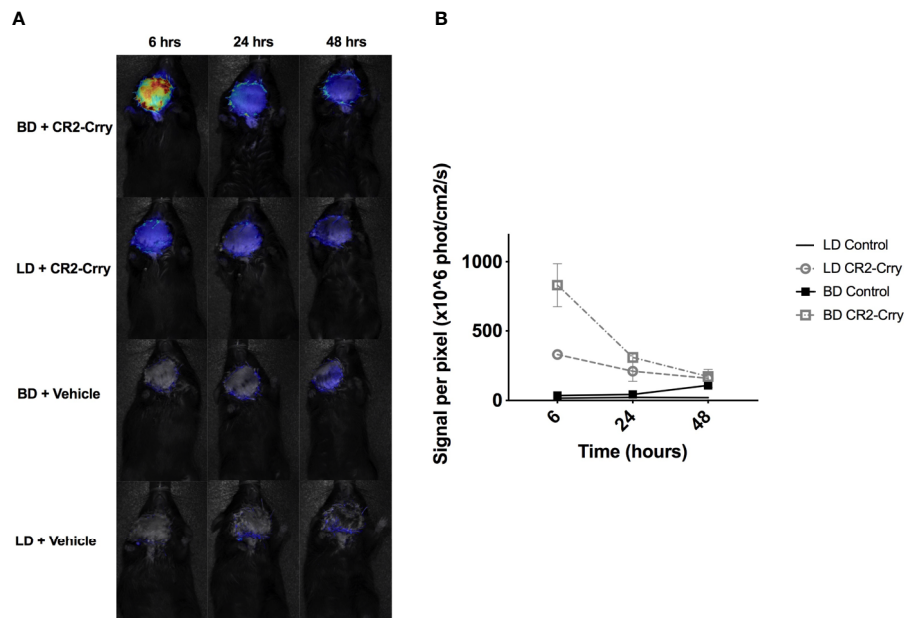 A
6 hrs 24 hrs 48 hrs
BD + CR2-Crry
LD + CR2-Crry
BD + Vehicle
LD + Vehicle
B
Signal per pixel (x10^6 phot/cm2/s)
1000
500
0
6 24 48
Time (hours)
LD Control
LD CR2-Crry
BD Control
BD CR2-Crry